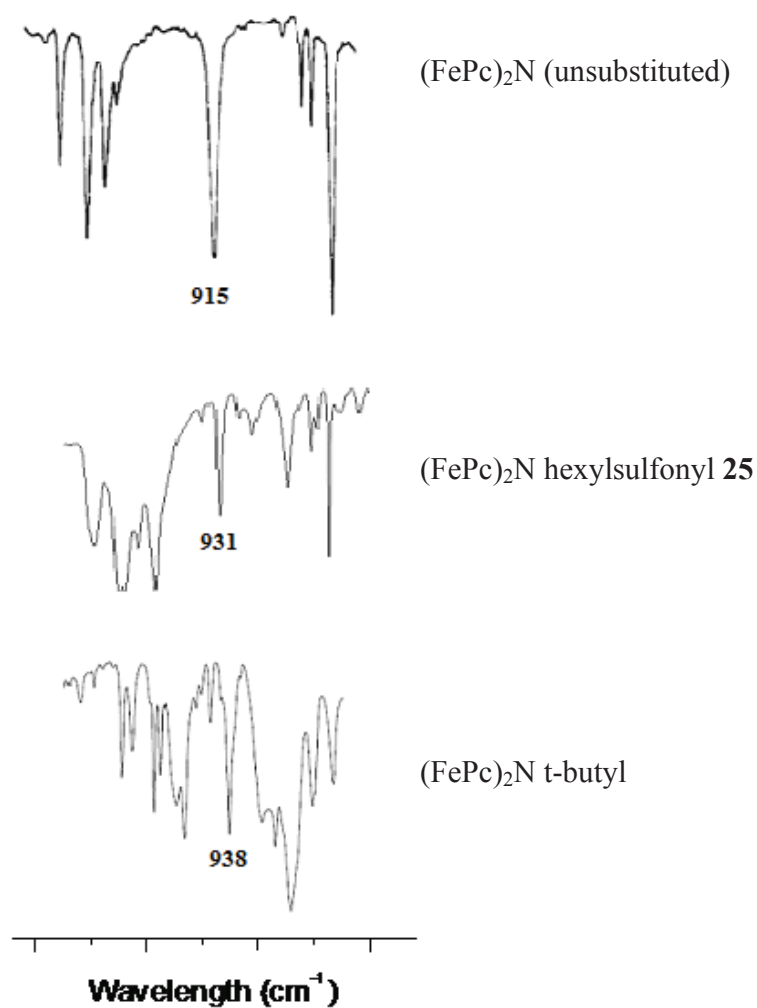 (FePc)₂N (unsubstituted)
915
(FePc)₂N hexylsulfonyl 25
931
(FePc)₂N t-butyl
938
Wavelength (cm⁻¹)